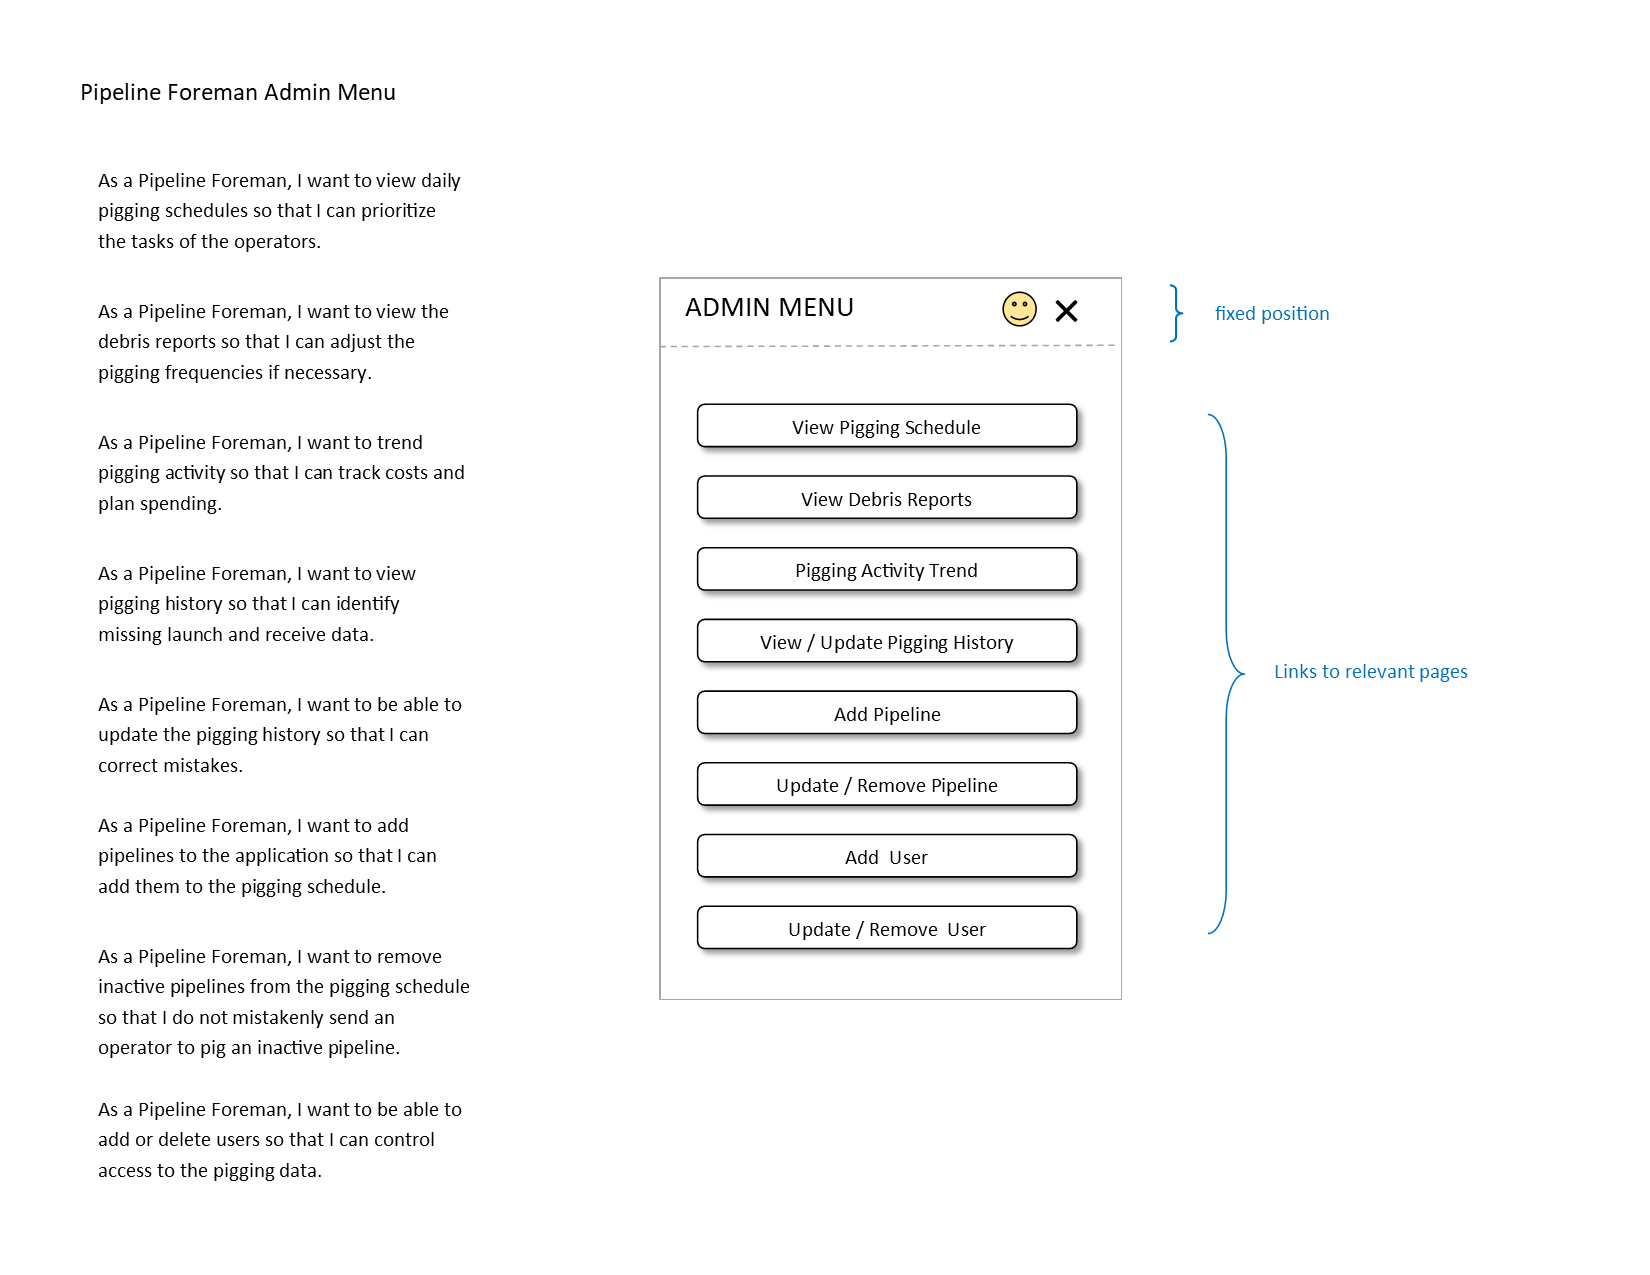 Pipeline Foreman Admin Menu
As a Pipeline Foreman, I want to view daily
pigging schedules so that I can prioritize
the tasks of the operators.
As a Pipeline Foreman, I want to view the
debris reports so that I can adjust the
pigging frequencies if necessary.
As a Pipeline Foreman, I want to trend
pigging activity so that I can track costs and
plan spending.
As a Pipeline Foreman, I want to view
pigging history so that I can identify
missing launch and receive data.
As a Pipeline Foreman, I want to be able to
update the pigging history so that I can
correct mistakes.
As a Pipeline Foreman, I want to add
pipelines to the application so that I can
add them to the pigging schedule.
As a Pipeline Foreman, I want to remove
inactive pipelines from the pigging schedule
so that I do not mistakenly send an
operator to pig an inactive pipeline.
As a Pipeline Foreman, I want to be able to
add or delete users so that I can control
access to the pigging data.
ADMIN MENU
View Pigging Schedule
View Debris Reports
Pigging Activity Trend
View / Update Pigging History
Add Pipeline
Update / Remove Pipeline
Add  User
Update / Remove  User
fixed position
Links to relevant pages